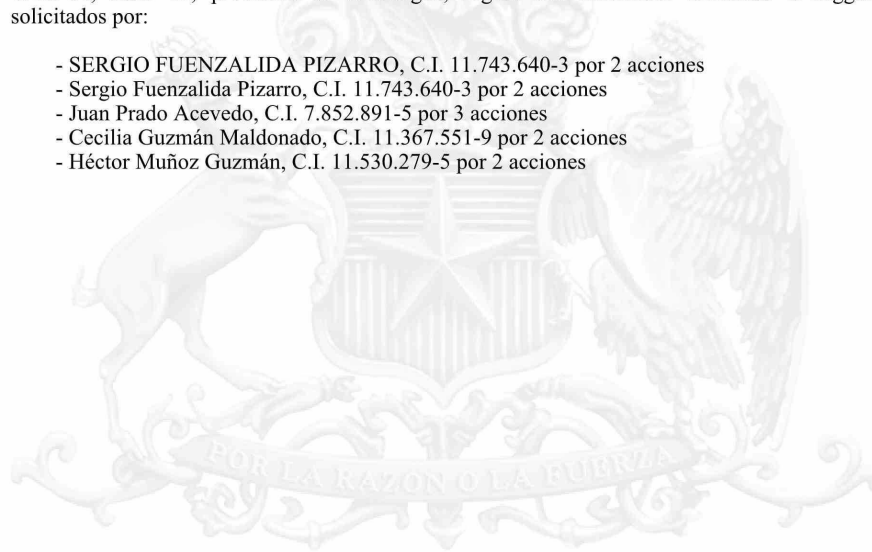 solicitados por:
- SERGIO FUENZALIDA PIZARRO, C.I. 11.743.640-3 por 2 acciones
- Sergio Fuenzalida Pizarro, C.I. 11.743.640-3 por 2 acciones
- Juan Prado Acevedo, C.I. 7.852.891-5 por 3 acciones
- Cecilia Guzmán Maldonado, C.I. 11.367.551-9 por 2 acciones
- Héctor Muñoz Guzmán, C.I. 11.530.279-5 por 2 acciones
POR LA RAZON O LA FUERZA